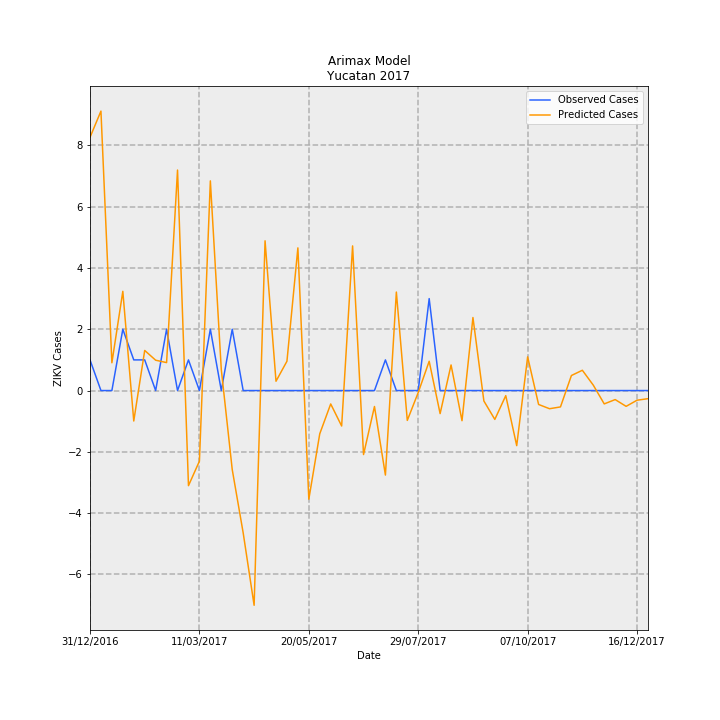 Arimax Model
Yucatan 2017
Observed Cases
Predicted Cases
ZIKV Cases
8
6
4
2
0
−2
−4
−6
31/12/2016 11/03/2017 20/05/2017 29/07/2017 07/10/2017 16/12/2017
Date